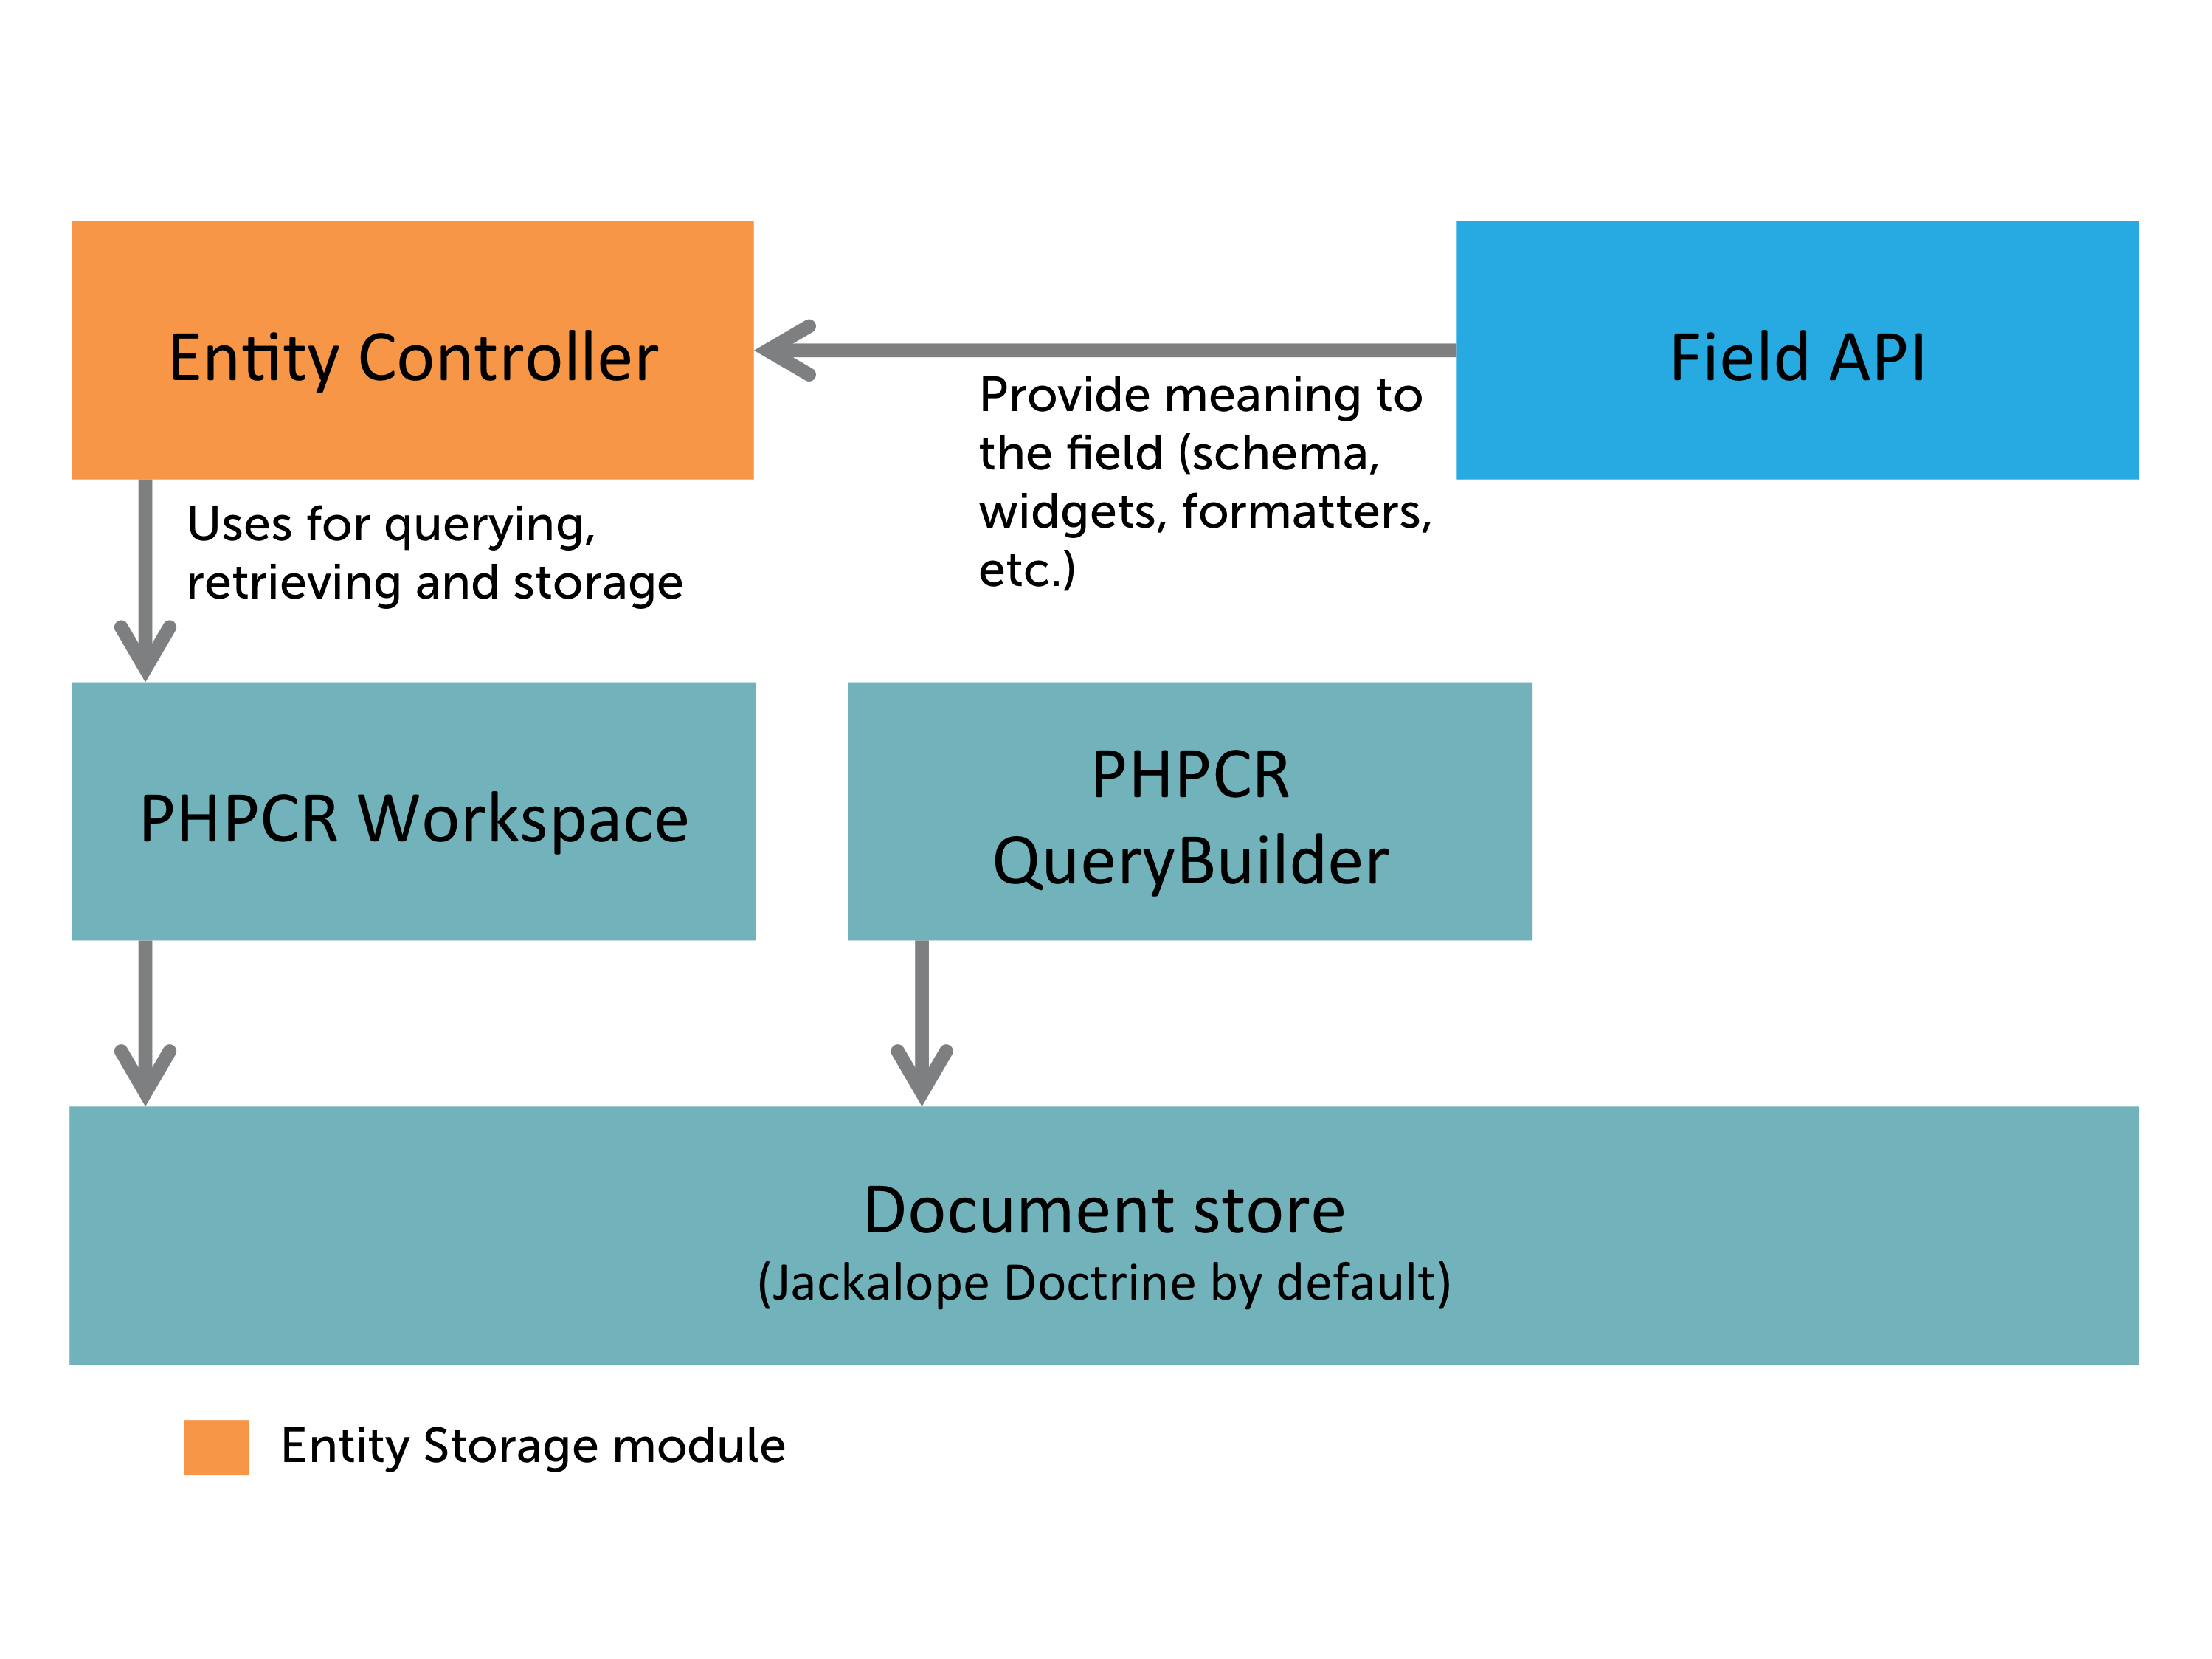 Entity Controller
Field API
Provide meaning to
the field (schema,
widgets, formatters,
etc.)
Uses for querying,
retrieving and storage
PHPCR Workspace
PHPCR
QueryBuilder
Document store
(Jackalope Doctrine by default)
Entity Storage module